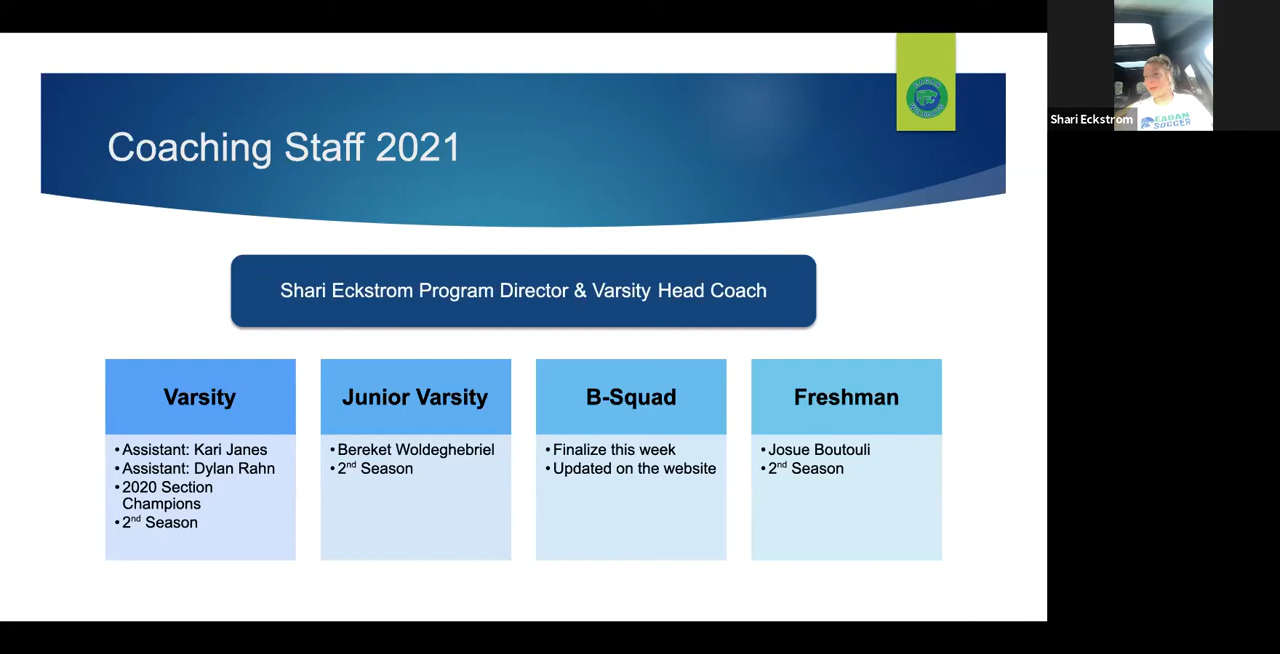 Coaching Staff 2021
Shari Eckstrom
EAGAN
SOCCER
Shari Eckstrom Program Director & Varsity Head Coach
Varsity
• Assistant: Kari Janes
• Assistant: Dylan Rahn
• 2020 Section
Champions
• 2nd Season
Junior Varsity
• Bereket Woldeghebriel
• 2nd Season
B-Squad
• Finalize this week
• Updated on the website
Freshman
• Josue Boutouli
• 2nd Season